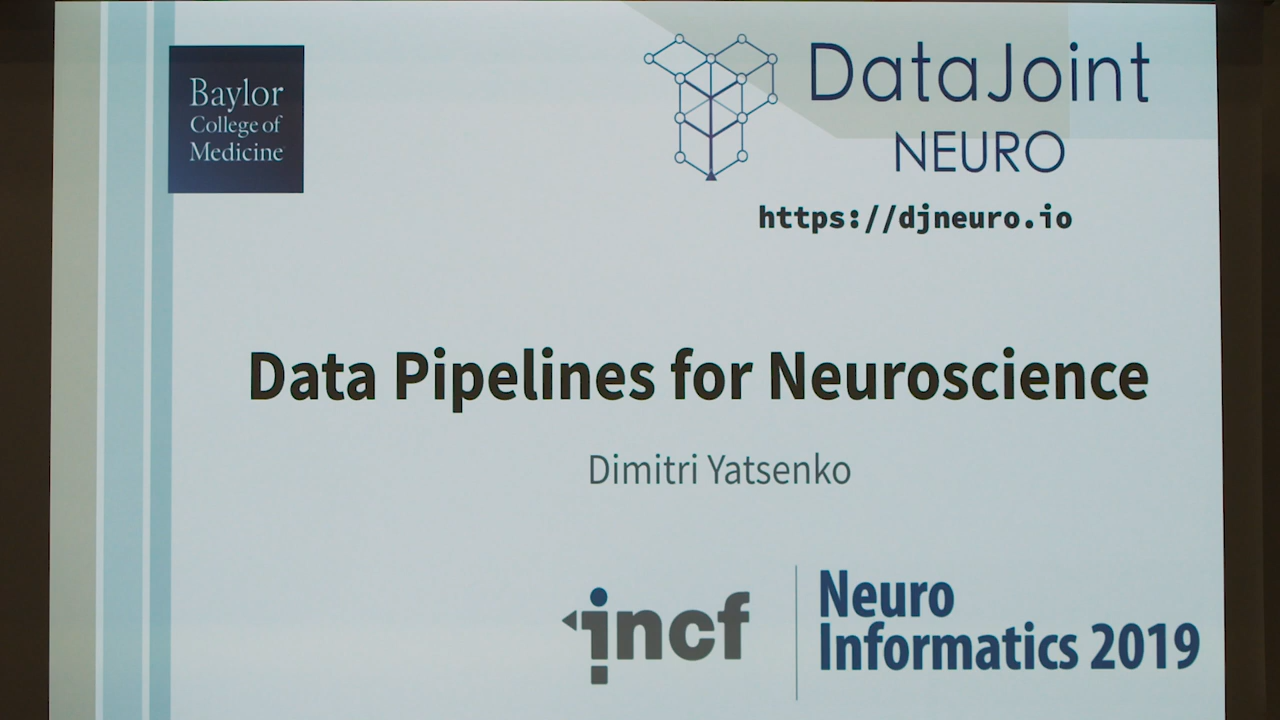 Baylor
College of
Medicine
DataJoint
NEURO
https://djneuro.io
Data Pipelines for Neuroscience
Dimitri Yatsenko
incf
Neuro
Informatics 2019